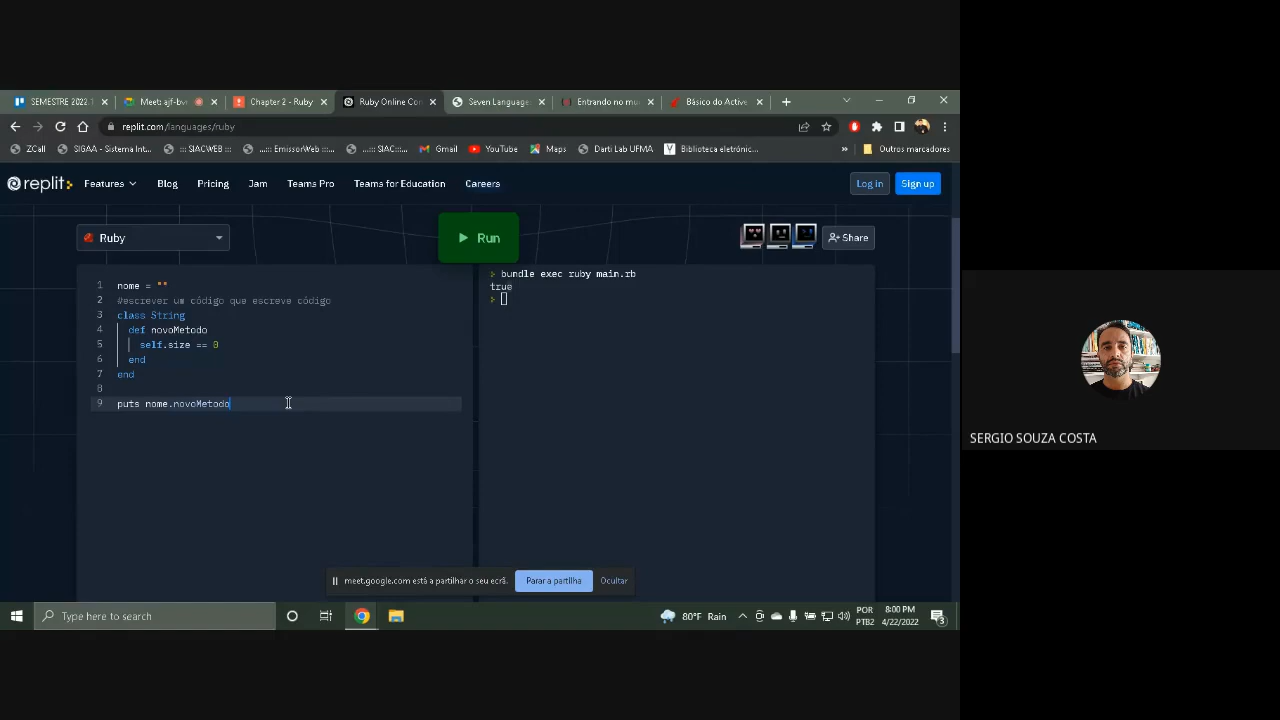 SEMESTRE 2022.1
Meet: ajf-bv
Chapter 2 - Ruby
Ruby Online Con
Seven Language
Entrando no mu
Básico do Active
replit.com/languages/ruby
ZCall
SIGAA - Sistema Int...
::: SIACWEB :::
...::: EmissorWeb :::...
...::: SIAC:::...
Gmail
YouTube
Maps
Darti Lab UFMA
Biblioteca eletrónic...
»
Outros marcadores
replit
Features
Blog
Pricing
Jam
Teams Pro
Teams for Education
Careers
Log in
Sign up
Ruby
Run
Share
1 nome = ""
2 #escrever um código que escreve código
3 class String
4 def novoMetodo
5 self.size == 0
6 end
7 end
8
9 puts nome.novoMetodo
> bundle exec ruby main.rb
true
>
SERGIO SOUZA COSTA
meet.google.com está a partilhar o seu ecrã.
Parar a partilha
Ocultar
Type here to search
80°F Rain
POR
PTB2
8:00 PM
4/22/2022
3